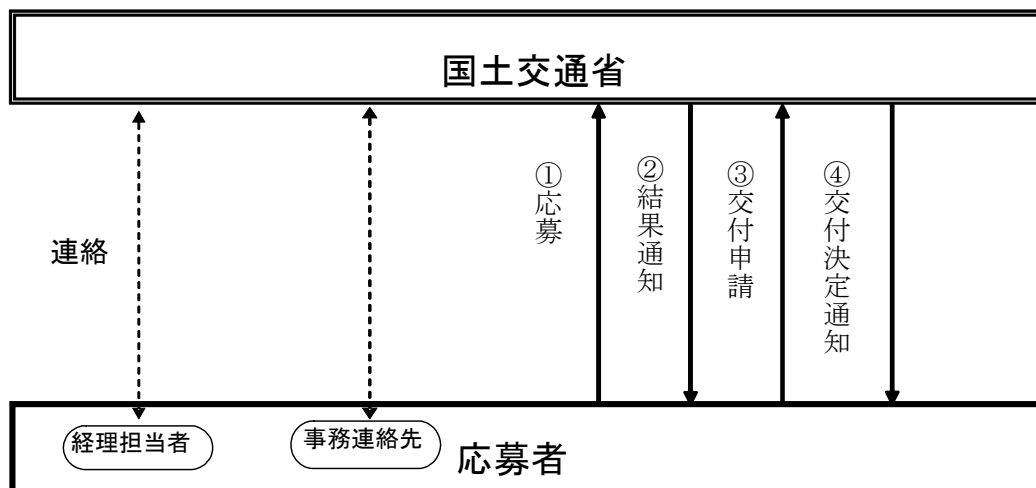 国土交通省
①応募
②結果通知
③交付申請
④交付決定通知
連絡
経理担当者
事務連絡先
応募者